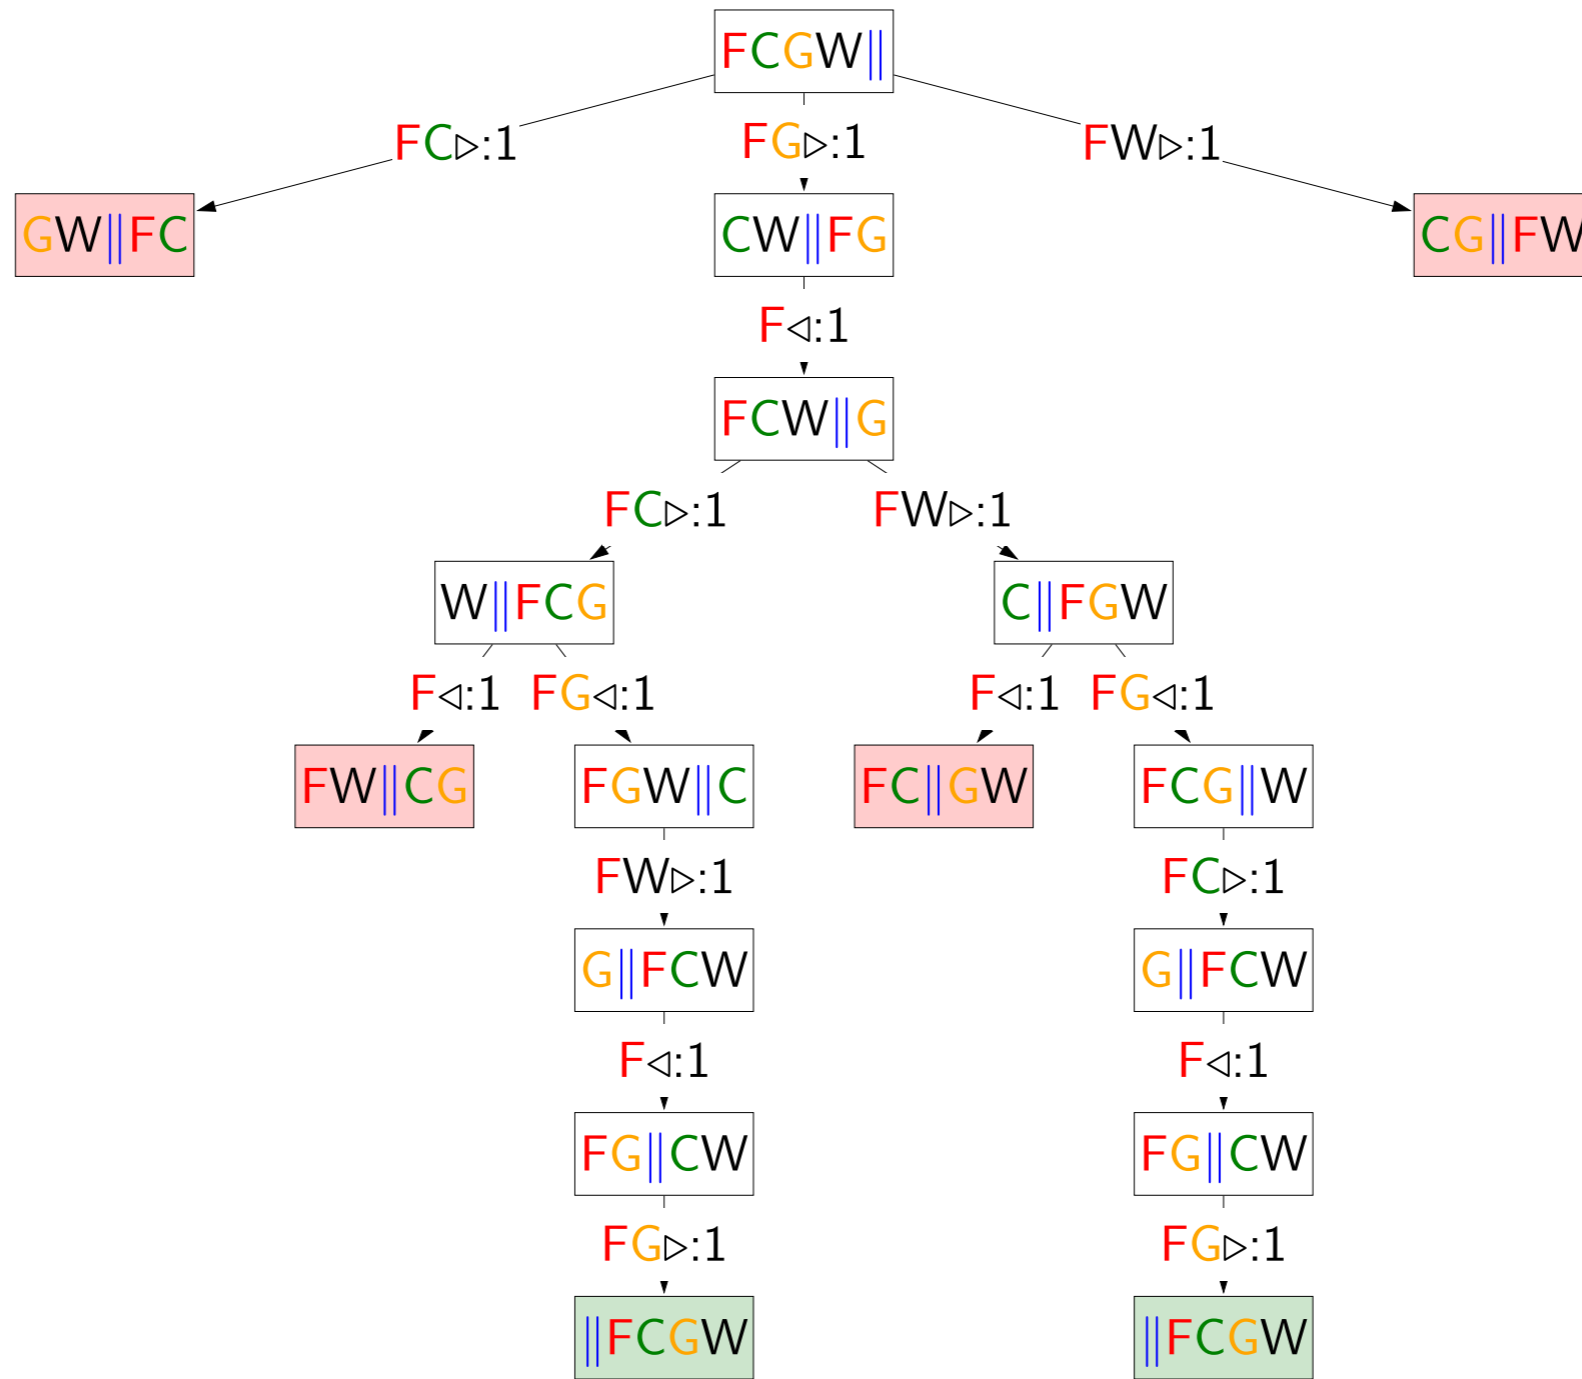 FCGW||
FC▷:1 FG▷:1 FW▷:1
GW||FC CW||FG CG||FW
F◁:1
FCW||G
FC▷:1 FW▷:1
W||FCG C||FGW
F◁:1 FG◁:1 F◁:1 FG◁:1
FW||CG FGW||C FC||GW FCG||W
FW▷:1 FC▷:1
G||FCW G||FCW
F◁:1 F◁:1
FG||CW FG||CW
FG▷:1 FG▷:1
||FCGW ||FCGW